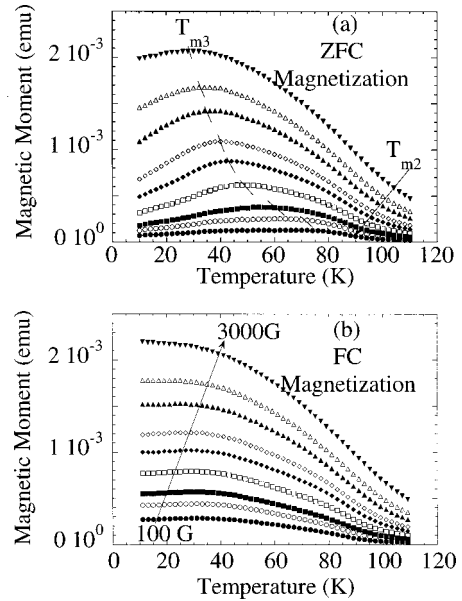 T m3
(a)
ZFC
Magnetization
T m2
Magnetic Moment (emu)
2 10-3
1 10-3
0 100
0 20 40 60 80 100 120
Temperature (K)
3000G
(b)
FC
Magnetization
Magnetic Moment (emu)
2 10-3
1 10-3
0 100
100 G
0 20 40 60 80 100 120
Temperature (K)